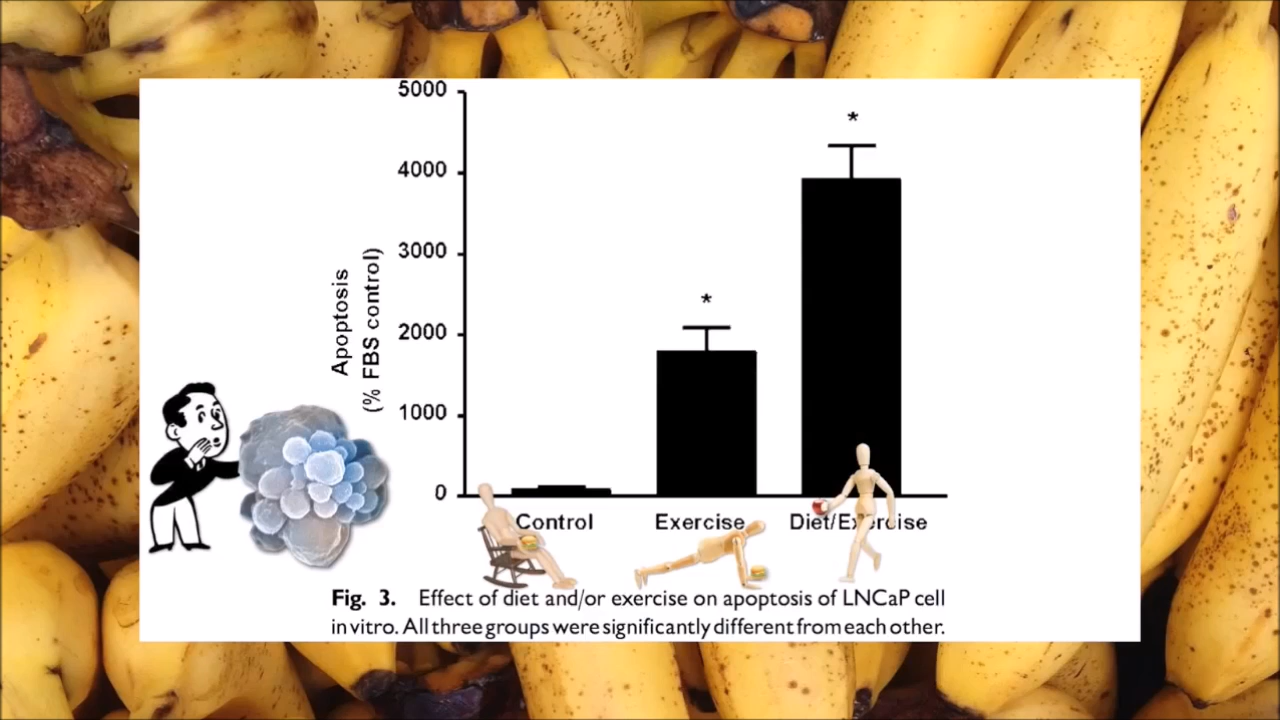 5000
4000
3000
2000
1000
0
Apoptosis
(% FBS control)
*
*
Control Exercise Diet/Exercise
Fig. 3. Effect of diet and/or exercise on apoptosis of LNCaP cell
in vitro. All three groups were significantly different from each other.